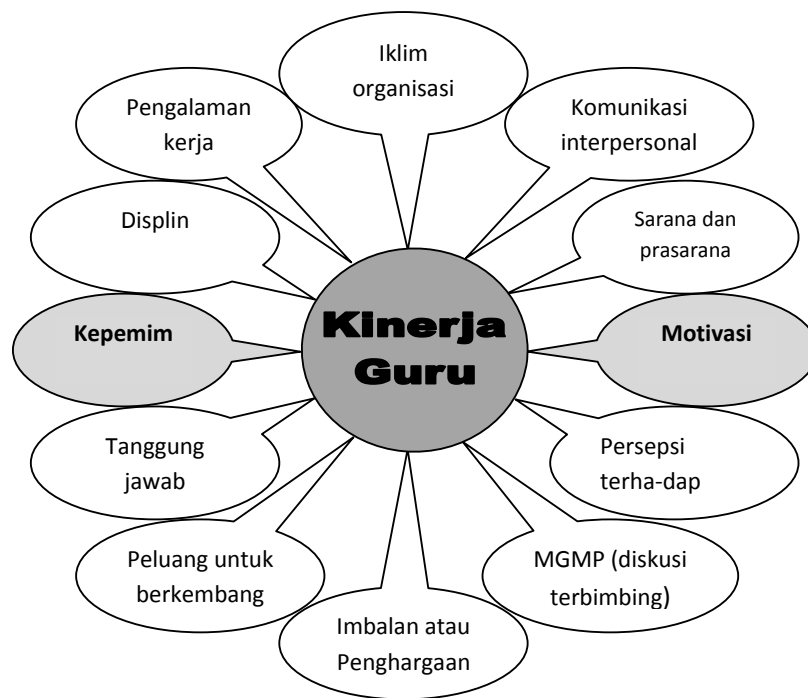 Iklim
organisasi
Pengalaman
kerja
Komunikasi
interpersonal
Displin
Sarana dan
prasarana
Kepemim
Kinerja
Guru
Motivasi
Tanggung
jawab
Persepsi
terha-dap
Peluang untuk
berkembang
MGMP (diskusi
terbimbing)
Imbalan atau
Penghargaan